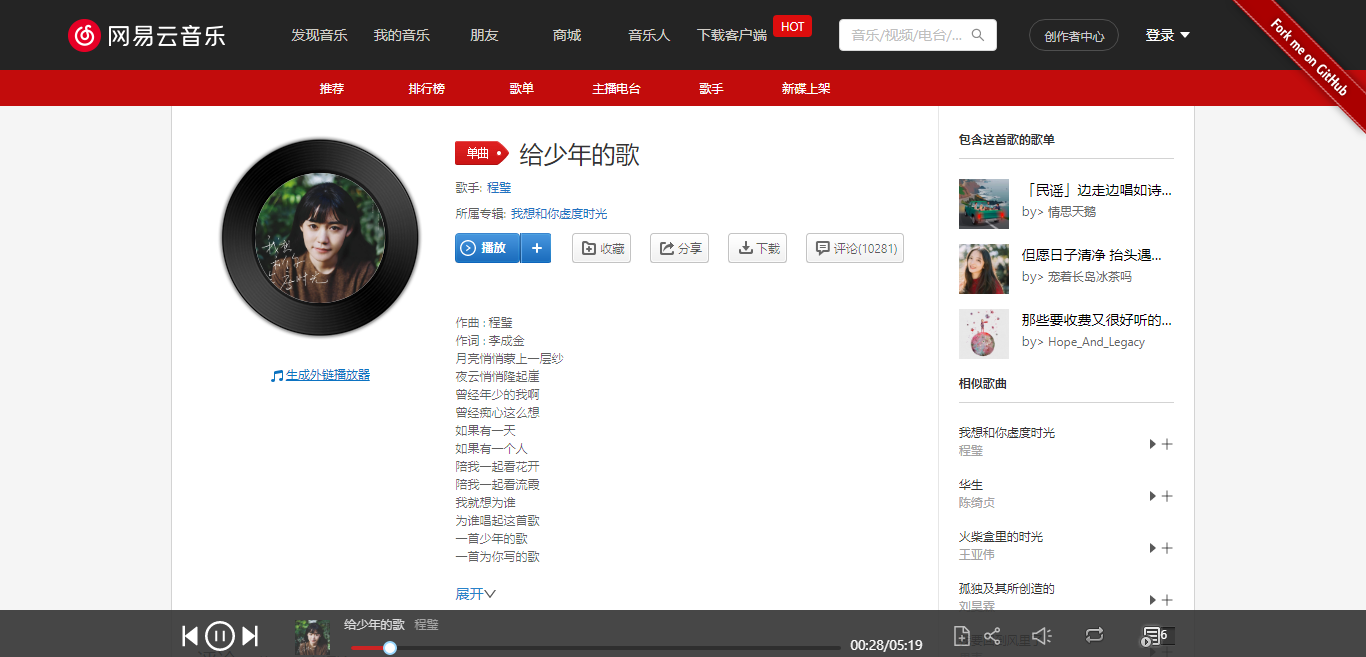 网易云音乐
发现音乐 我的音乐 朋友 商城 音乐人 下载客户端 HOT
音乐/视频/电台/...
创作者中心
登录
Fork me on GitHub
推荐 排行榜 歌单 主播电台 歌手 新碟上架
单曲 给少年的歌
歌手: 程璧
所属专辑: 我想和你虚度时光
播放 + 收藏 分享 下载 评论(10281)
我想
和你
虚度时光
生成外链播放器
作曲 : 程璧
作词 : 李成金
月亮悄悄蒙上一层纱
夜云悄悄隆起崖
曾经年少的我啊
曾经痴心这么想
如果有一天
如果有一个人
陪我一起看花开
陪我一起看流霞
我就想为谁
为谁唱起这首歌
一首少年的歌
一首为你写的歌
展开
包含这首歌的歌单
「民谣」边走边唱如诗...
by> 情思天鹅
但愿日子清净 抬头遇...
by> 宠着长岛冰茶吗
那些要收费又很好听的...
by> Hope_And_Legacy
相似歌曲
我想和你虚度时光
程璧
华生
陈绮贞
火柴盒里的时光
王亚伟
孤独及其所创造的
刘昊霖
给少年的歌 程璧
00:28/05:19
6